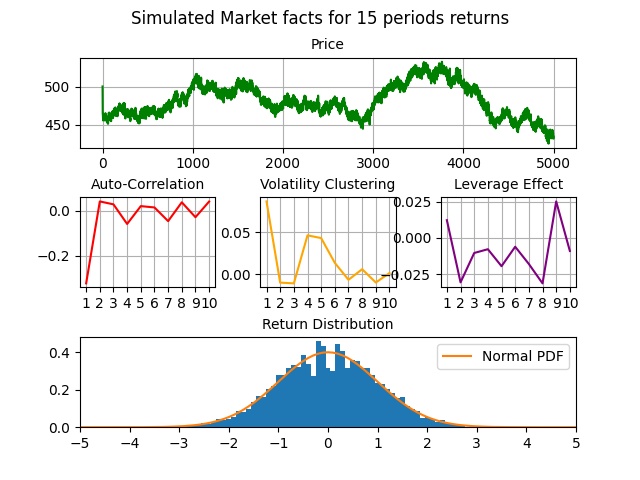 Simulated Market facts for 15 periods returns
Price
500
450
0 1000 2000 3000 4000 5000
Auto-Correlation Volatility Clustering Leverage Effect
0.0
−0.2
1 2 3 4 5 6 7 8 9 10
0.05
0.00
1 2 3 4 5 6 7 8 9 10
0.025
0.000
−0.025
1 2 3 4 5 6 7 8 9 10
Return Distribution
0.4
0.2
0.0
Normal PDF
−5 −4 −3 −2 −1 0 1 2 3 4 5